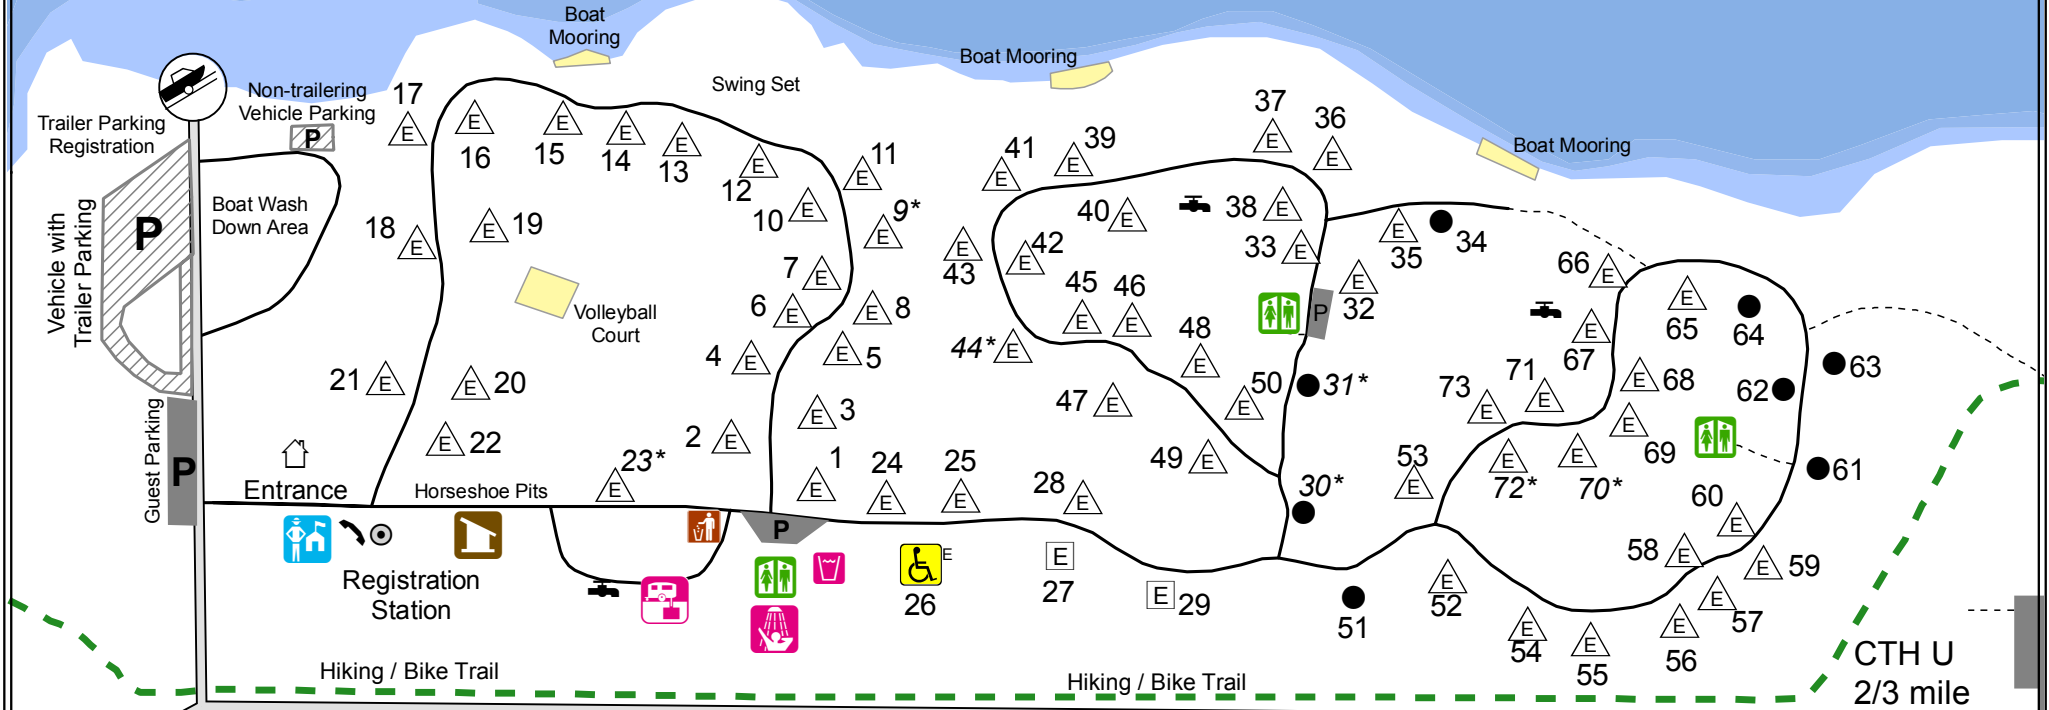 Boat
Mooring
Boat Mooring
Boat Mooring
Swing Set
Non-trailering
Vehicle Parking
P
Trailer Parking
Registration
Vehicle with
Trailer Parking
P
Boat Wash
Down Area
Guest Parking
P
Entrance
Horseshoe Pits
Volleyball
Court
Registration
Station
P
P
Hiking / Bike Trail
Hiking / Bike Trail
CTH U
2/3 mile
E 1
E 2
E 3
E 4
E 5
E 6
E 7
E 8
E 9*
E 10
E 11
E 12
E 13
E 14
E 15
E 16
E 17
E 18
E 19
E 20
E 21
E 22
E 23*
E 24
E 25
E 26
E 27
E 28
E 29
30*
31*
E 32
E 33
34
E 35
E 36
E 37
E 38
E 39
E 40
E 41
E 42
E 43
E 44*
E 45
E 46
E 47
E 48
E 49
E 50
51
E 52
E 53
E 54
E 55
E 56
E 57
E 58
E 59
E 60
61
62
63
64
E 65
E 66
E 67
E 68
E 69
E 70*
E 71
E 72*
E 73